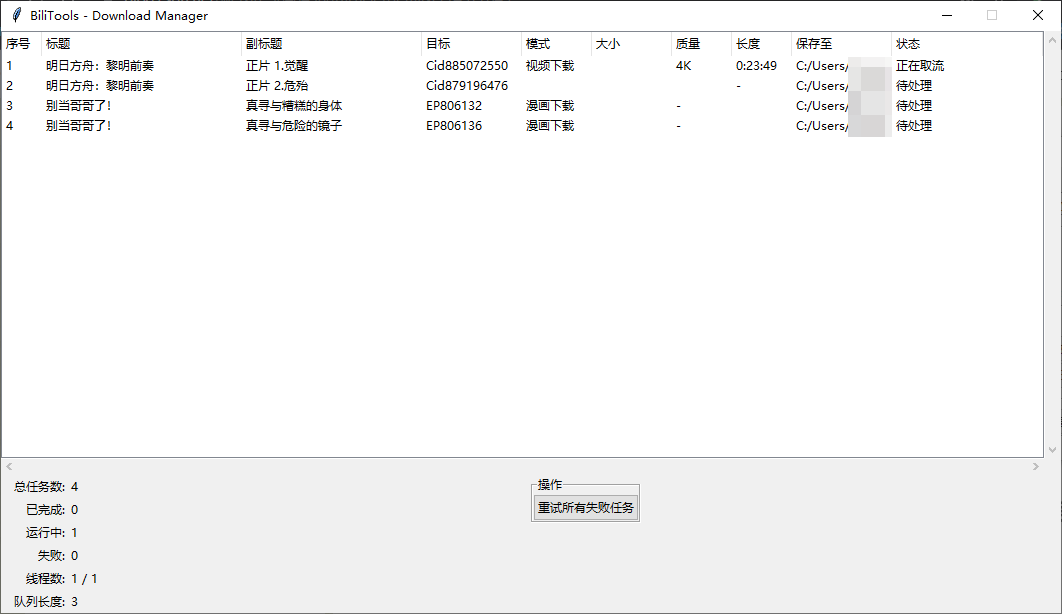 BiliTools - Download Manager
序号 标题 副标题 目标 模式 大小 质量 长度 保存至 状态
1 明日方舟：黎明前奏 正片 1.觉醒 Cid885072550 视频下载 4K 0:23:49 C:/Users/ 正在取流
2 明日方舟：黎明前奏 正片 2.危殆 Cid879196476 - C:/Users/ 待处理
3 别当哥哥了！ 真寻与糟糕的身体 EP806132 漫画下载 - C:/Users/ 待处理
4 别当哥哥了！ 真寻与危险的镜子 EP806136 漫画下载 - C:/Users/ 待处理
总任务数: 4
已完成: 0
运行中: 1
失败: 0
线程数: 1 / 1
队列长度: 3
操作
重试所有失败任务